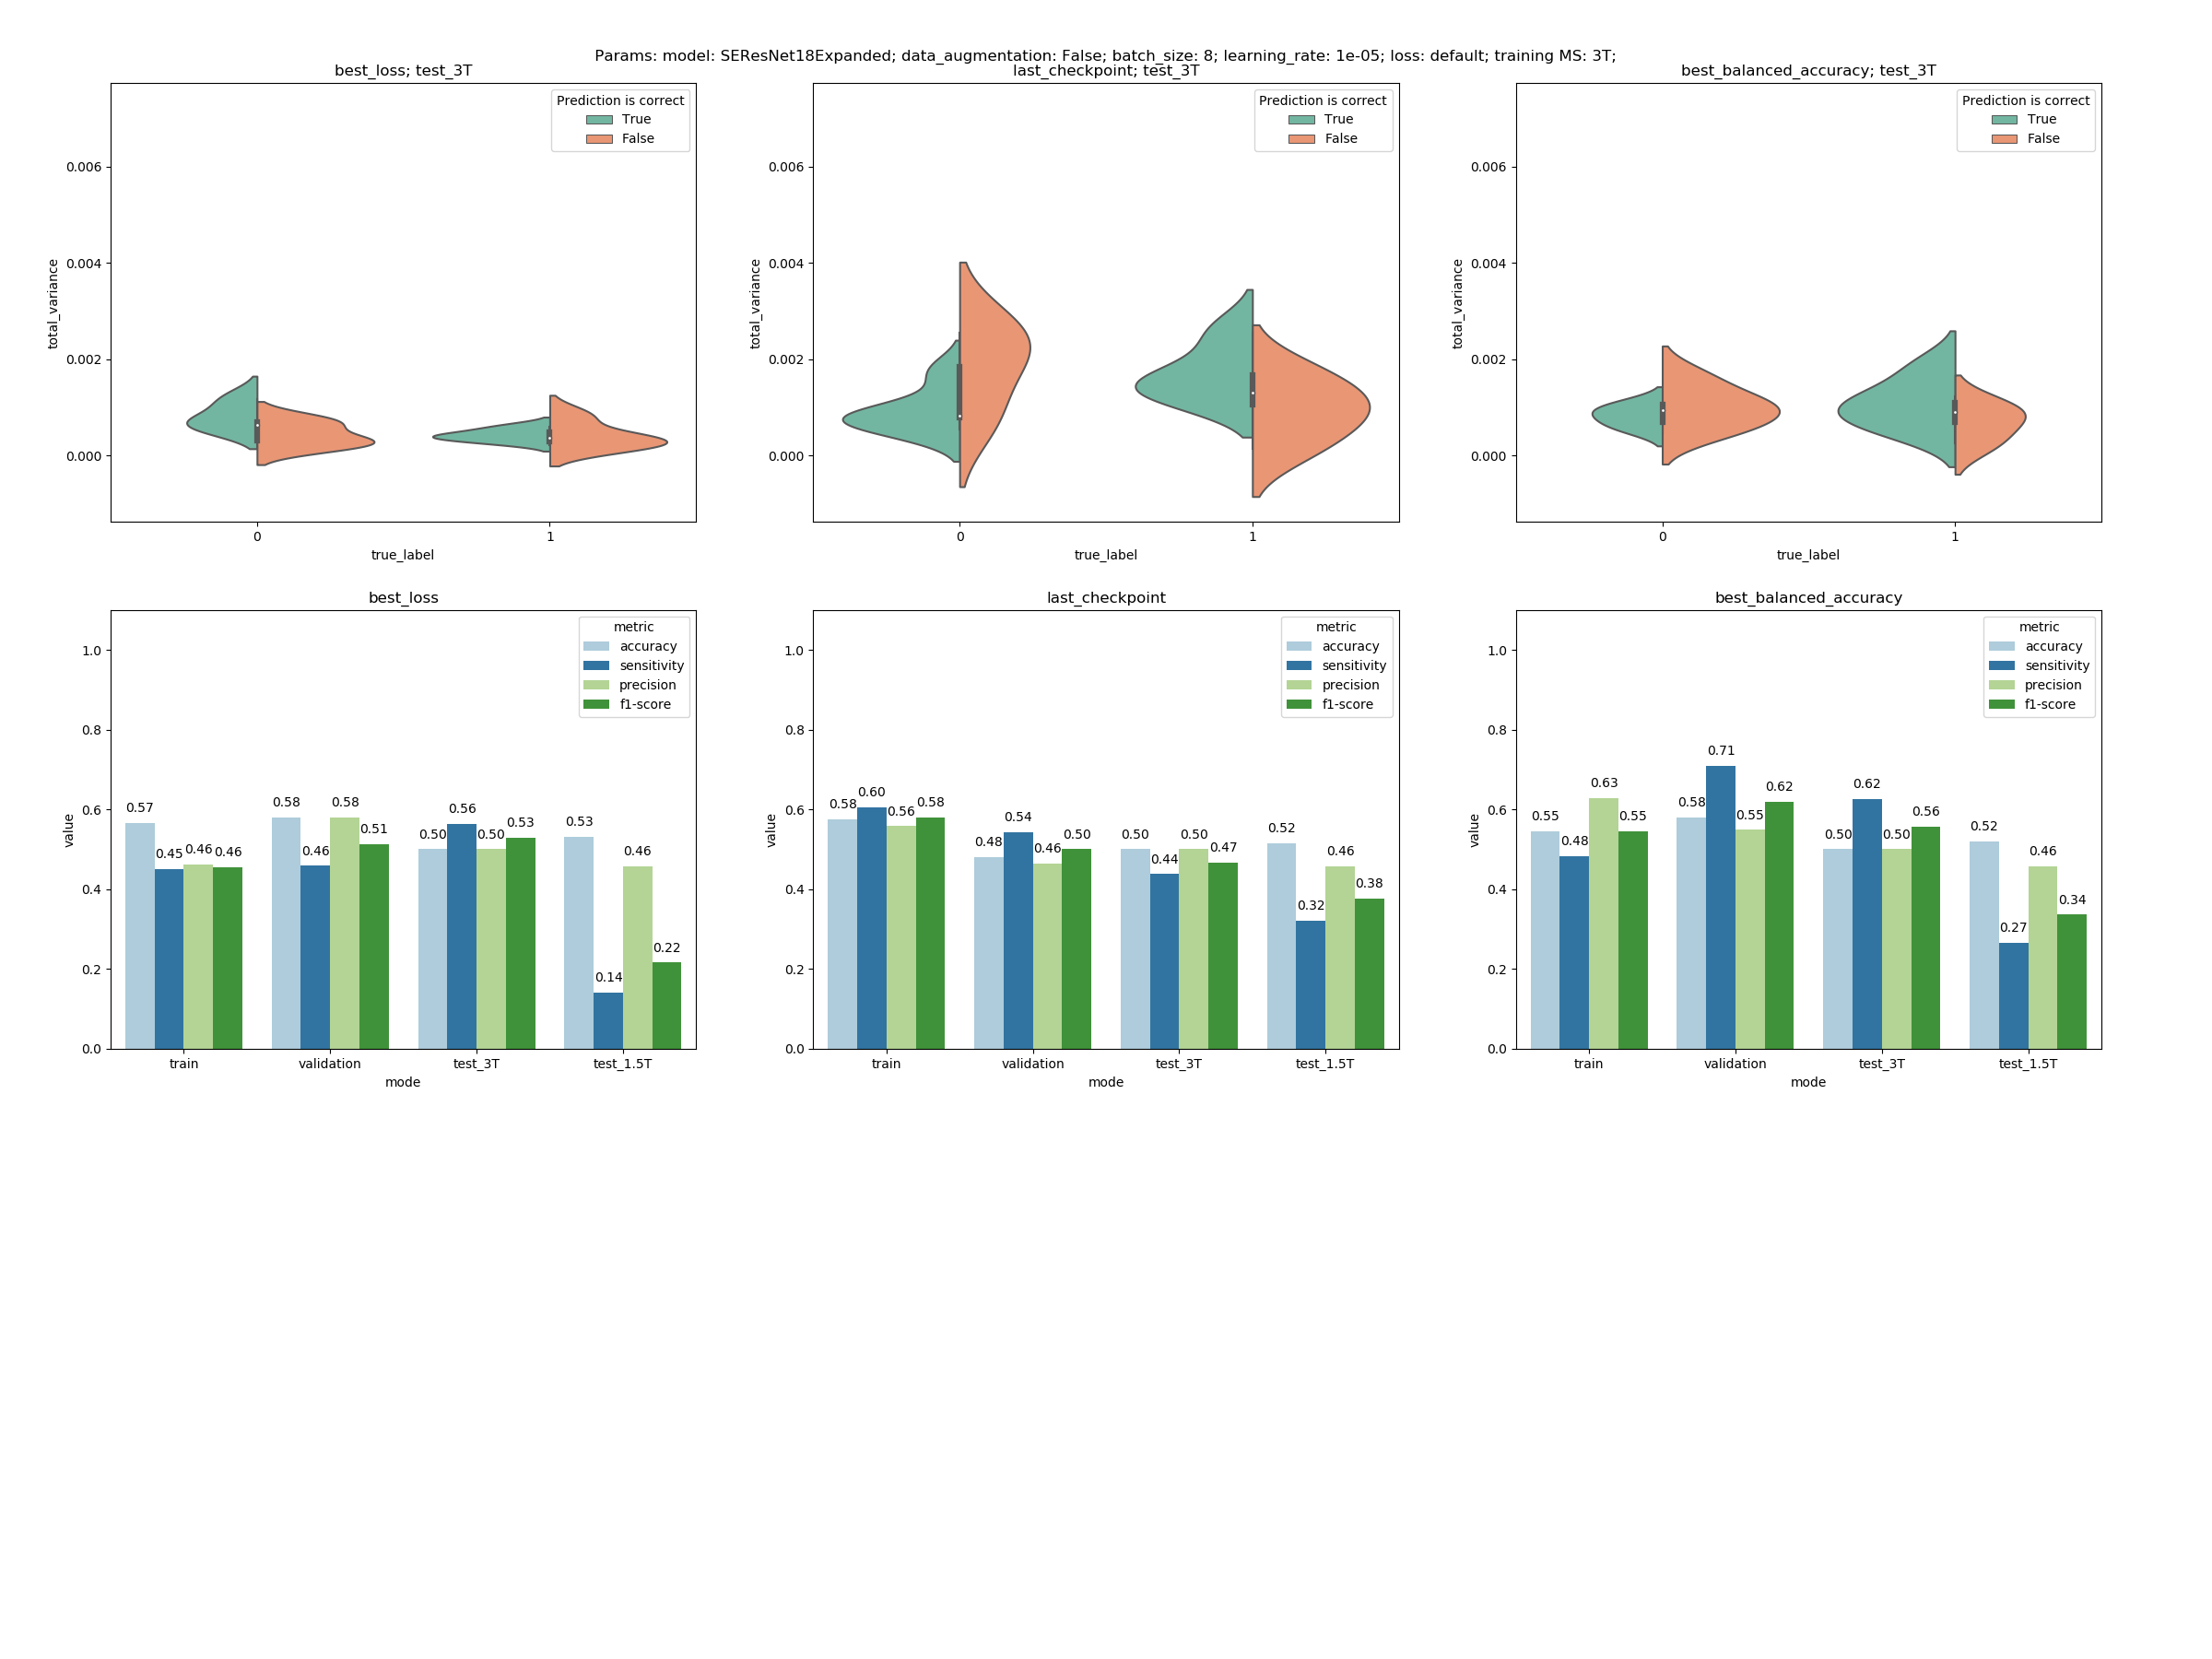 Params: model: SEResNet18Expanded; data_augmentation: False; batch_size: 8; learning_rate: 1e-05; loss: default; training MS: 3T;
best_loss; test_3T
Prediction is correct
True
False
0.006
0.004
0.002
0.000
total_variance
0 1
true_label
last_checkpoint; test_3T
Prediction is correct
True
False
0.006
0.004
0.002
0.000
total_variance
0 1
true_label
best_balanced_accuracy; test_3T
Prediction is correct
True
False
0.006
0.004
0.002
0.000
total_variance
0 1
true_label
best_loss
metric
accuracy
sensitivity
precision
f1-score
1.0
0.8
0.6
0.4
0.2
0.0
value
0.57 0.45 0.46 0.46
0.58 0.46 0.58 0.51
0.50 0.56 0.50 0.53
0.53 0.14 0.46 0.22
train validation test_3T test_1.5T
mode
last_checkpoint
metric
accuracy
sensitivity
precision
f1-score
1.0
0.8
0.6
0.4
0.2
0.0
value
0.58 0.60 0.56 0.58
0.48 0.54 0.46 0.50
0.50 0.44 0.50 0.47
0.52 0.32 0.46 0.38
train validation test_3T test_1.5T
mode
best_balanced_accuracy
metric
accuracy
sensitivity
precision
f1-score
1.0
0.8
0.6
0.4
0.2
0.0
value
0.55 0.48 0.63 0.55
0.58 0.71 0.55 0.62
0.50 0.62 0.50 0.56
0.52 0.27 0.46 0.34
train validation test_3T test_1.5T
mode